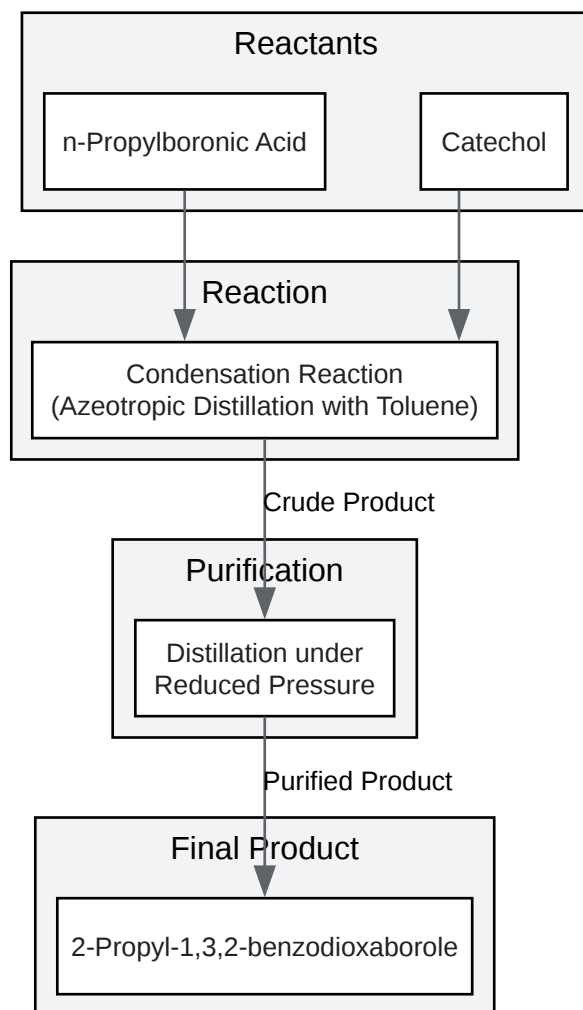 Reactants
n-Propylboronic Acid
Catechol
Reaction
Condensation Reaction
(Azeotropic Distillation with Toluene)
Crude Product
Purification
Distillation under
Reduced Pressure
Purified Product
Final Product
2-Propyl-1,3,2-benzodioxaborole